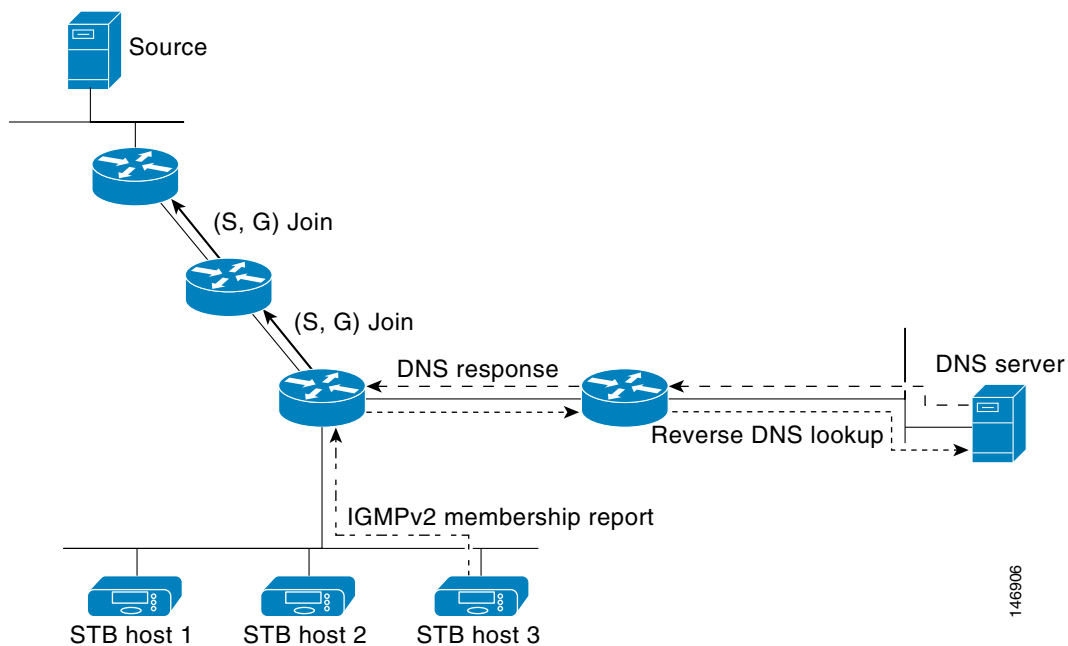 Source
(S, G) Join
(S, G) Join
DNS response
DNS server
Reverse DNS lookup
IGMPv2 membership report
STB host 1
STB host 2
STB host 3
146906